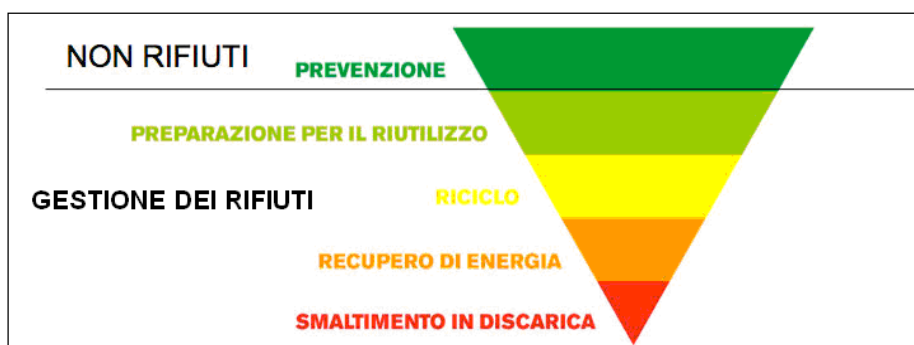 NON RIFIUTI
PREVENZIONE
PREPARAZIONE PER IL RIUTILIZZO
GESTIONE DEI RIFIUTI
RICICLO
RECUPERO DI ENERGIA
SMALTIMENTO IN DISCARICA